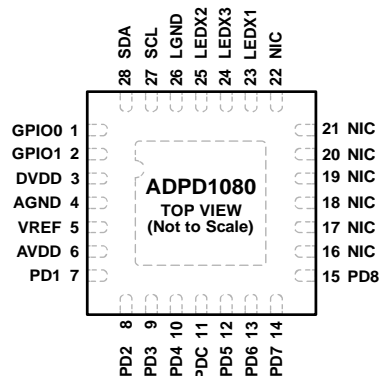 28 SDA
27 SCL
26 LGND
25 LEDX2
24 LEDX3
23 LEDX1
22 NIC
GPIO0 1
GPIO1 2
DVDD 3
AGND 4
VREF 5
AVDD 6
PD1 7
ADPD1080
TOP VIEW
(Not to Scale)
21 NIC
20 NIC
19 NIC
18 NIC
17 NIC
16 NIC
15 PD8
PD2 8
PD3 9
PD4 10
PDC 11
PD5 12
PD6 13
PD7 14